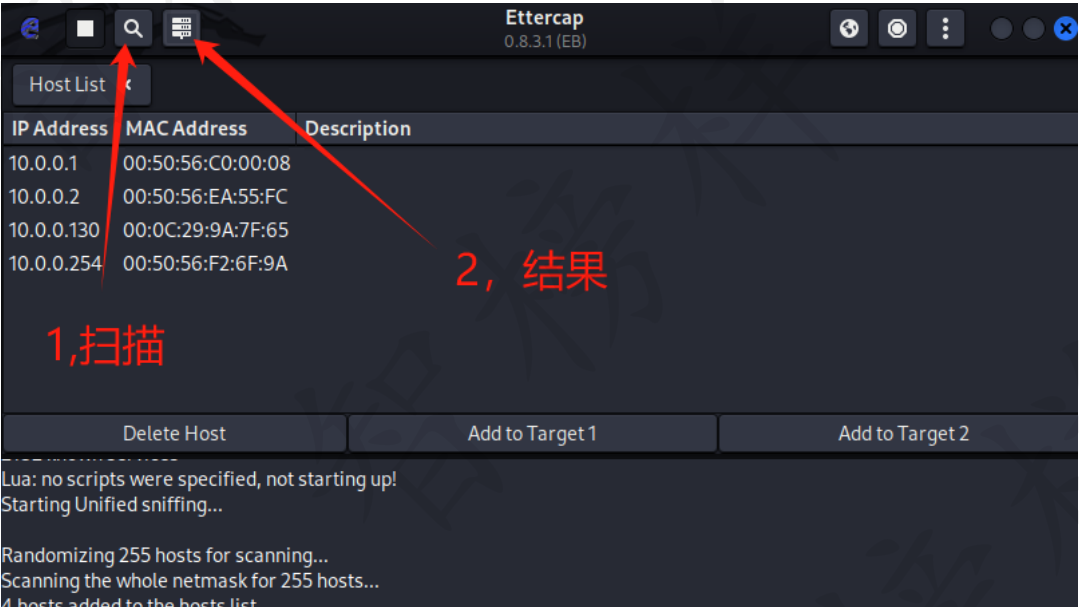 Ettercap
0.8.3.1 (EB)
Host List ×
IP Address MAC Address Description
10.0.0.1 00:50:56:C0:00:08
10.0.0.2 00:50:56:EA:55:FC
10.0.0.130 00:0C:29:9A:7F:65
10.0.0.254 00:50:56:F2:6F:9A
2，结果
1,扫描
Delete Host Add to Target 1 Add to Target 2
Lua: no scripts were specified, not starting up!
Starting Unified sniffing...
Randomizing 255 hosts for scanning...
Scanning the whole netmask for 255 hosts...
4 hosts added to the hosts list